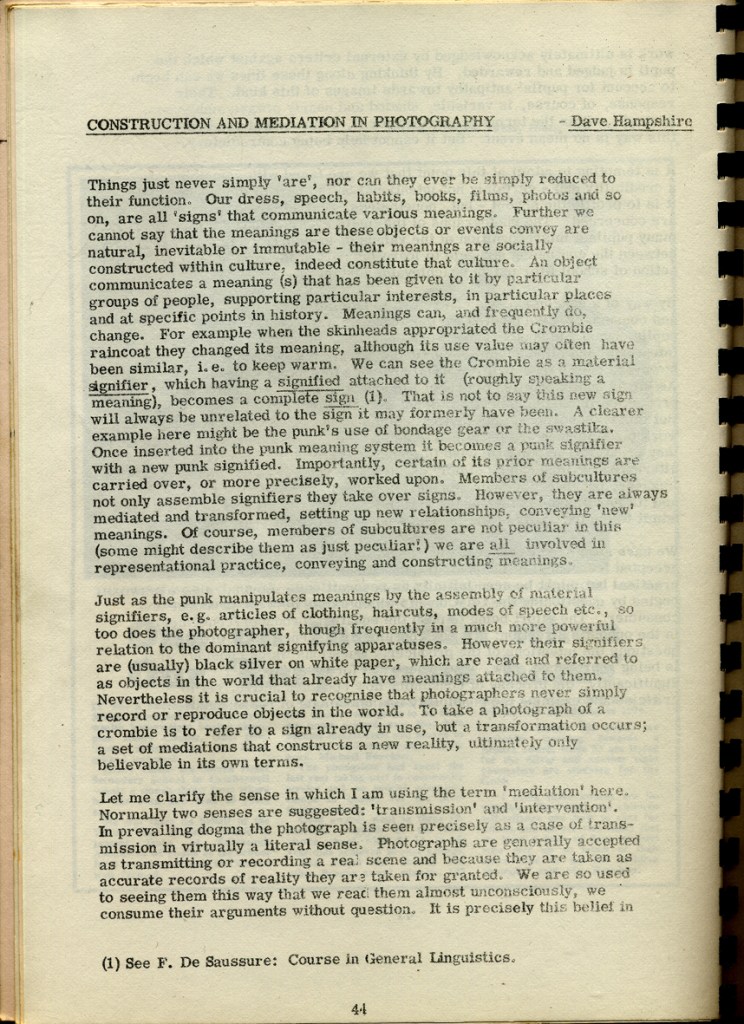 CONSTRUCTION AND MEDIATION IN PHOTOGRAPHY - Dave Hampshire
Things just never simply 'are', nor can they ever be simply reduced to
their function. Our dress, speech, habits, books, films, photos and so
on, are all 'signs' that communicate various meanings. Further we
cannot say that the meanings are these objects or events convey are
natural, inevitable or immutable - their meanings are socially
constructed within culture, indeed constitute that culture. An object
communicates a meaning (s) that has been given to it by particular
groups of people, supporting particular interests, in particular places
and at specific points in history. Meanings can, and frequently do,
change. For example when the skinheads appropriated the Crombie
raincoat they changed its meaning, although its use value may often have
been similar, i.e. to keep warm. We can see the Crombie as a material
signifier, which having a signified attached to it (roughly speaking a
meaning), becomes a complete sign (1). That is not to say this new sign
will always be unrelated to the sign it may formerly have been. A clearer
example here might be the punk's use of bondage gear or the swastika.
Once inserted into the punk meaning system it becomes a punk signifier
with a new punk signified. Importantly, certain of its prior meanings are
carried over, or more precisely, worked upon. Members of subcultures
not only assemble signifiers they take over signs. However, they are always
mediated and transformed, setting up new relationships, conveying 'new'
meanings. Of course, members of subcultures are not peculiar in this
(some might describe them as just peculiar!) we are all involved in
representational practice, conveying and constructing meanings.
Just as the punk manipulates meanings by the assembly of material
signifiers, e.g. articles of clothing, haircuts, modes of speech etc., so
too does the photographer, though frequently in a much more powerful
relation to the dominant signifying apparatuses. However their signifiers
are (usually) black silver on white paper, which are read and referred to
as objects in the world that already have meanings attached to them.
Nevertheless it is crucial to recognise that photographers never simply
record or reproduce objects in the world. To take a photograph of a
crombie is to refer to a sign already in use, but a transformation occurs;
a set of mediations that constructs a new reality, ultimately only
believable in its own terms.
Let me clarify the sense in which I am using the term 'mediation' here.
Normally two senses are suggested: 'transmission' and 'intervention'.
In prevailing dogma the photograph is seen precisely as a case of trans-
mission in virtually a literal sense. Photographs are generally accepted
as transmitting or recording a real scene and because they are taken as
accurate records of reality they are taken for granted. We are so used
to seeing them this way that we read them almost unconsciously, we
consume their arguments without question. It is precisely this belief in
(1) See F. De Saussure: Course in General Linguistics.
44